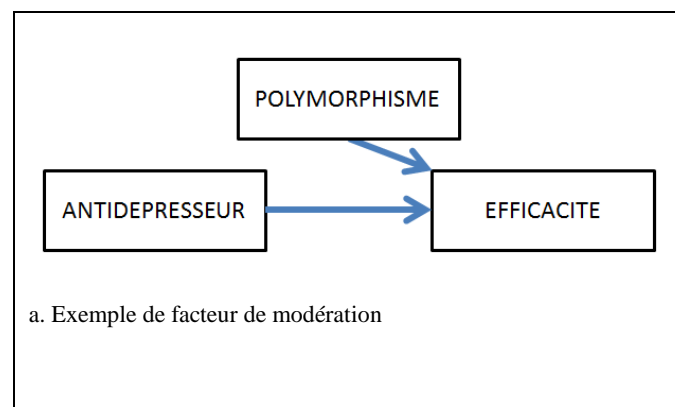 POLYMORPHISME
ANTIDEPRESSEUR
EFFICACITE
a. Exemple de facteur de modération